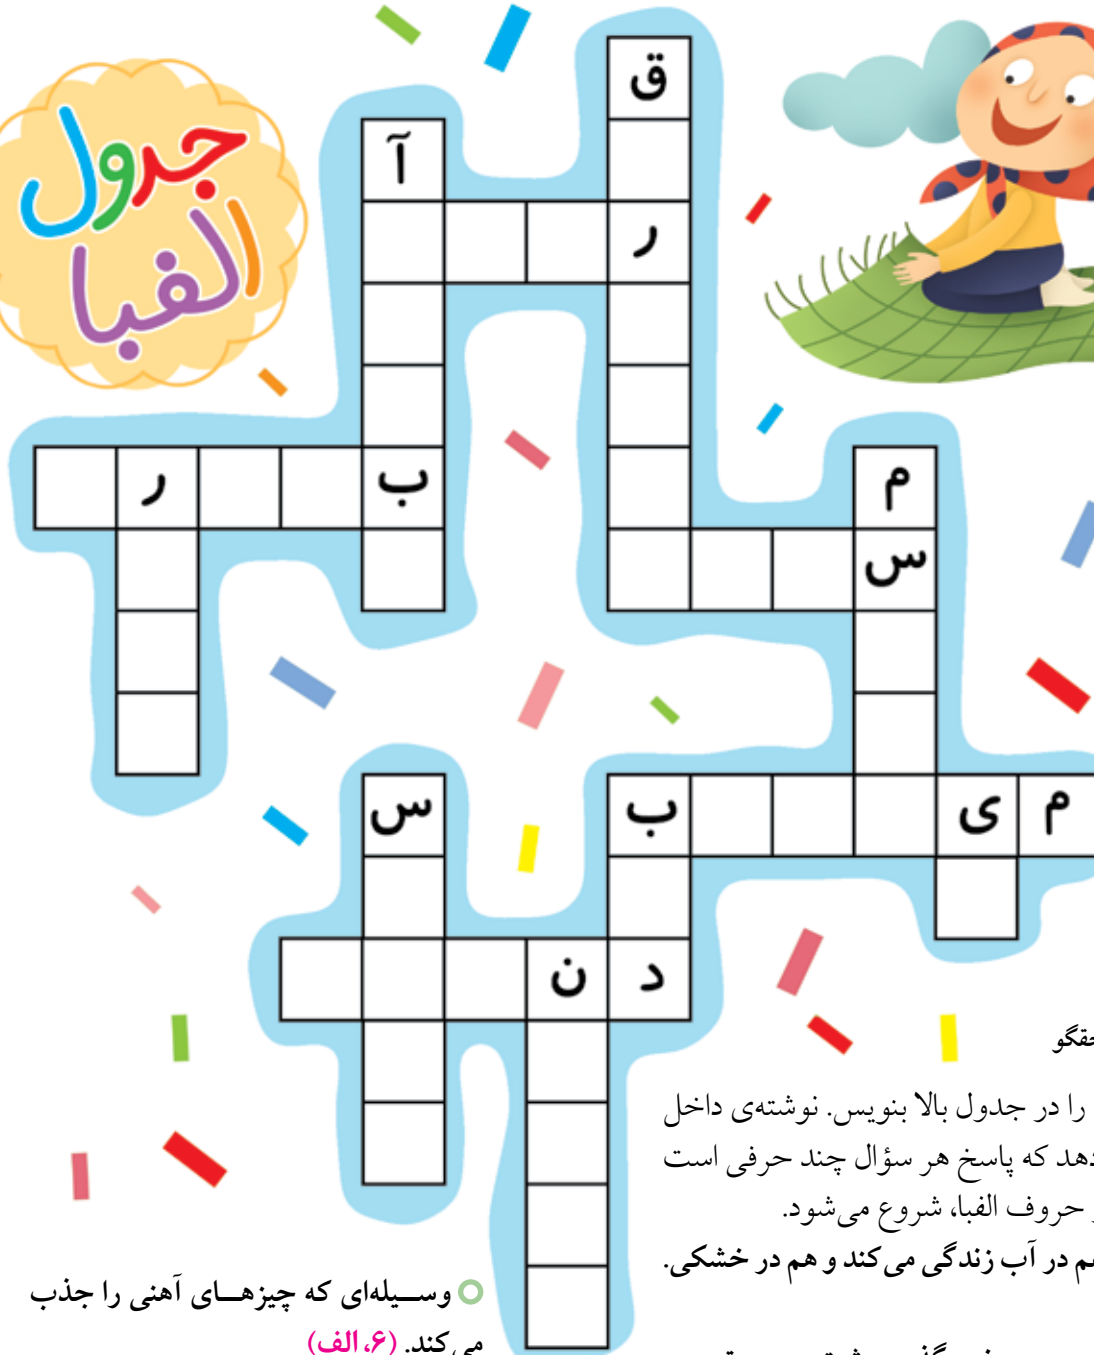 جدول
الفبا
ق
آ
ر
ر
ب
م
س
س
ب
ی
م
ن
د
را در جدول بالا بنویس. نوشته‌ی داخل
که پاسخ هر سؤال چند حرفی است
حروف الفبا، شروع می‌شود.
در آب زندگی می‌کند و هم در خشکی.
وسیله‌ای که چیزهای آهنی را جذب
می‌کند. (۶، الف)